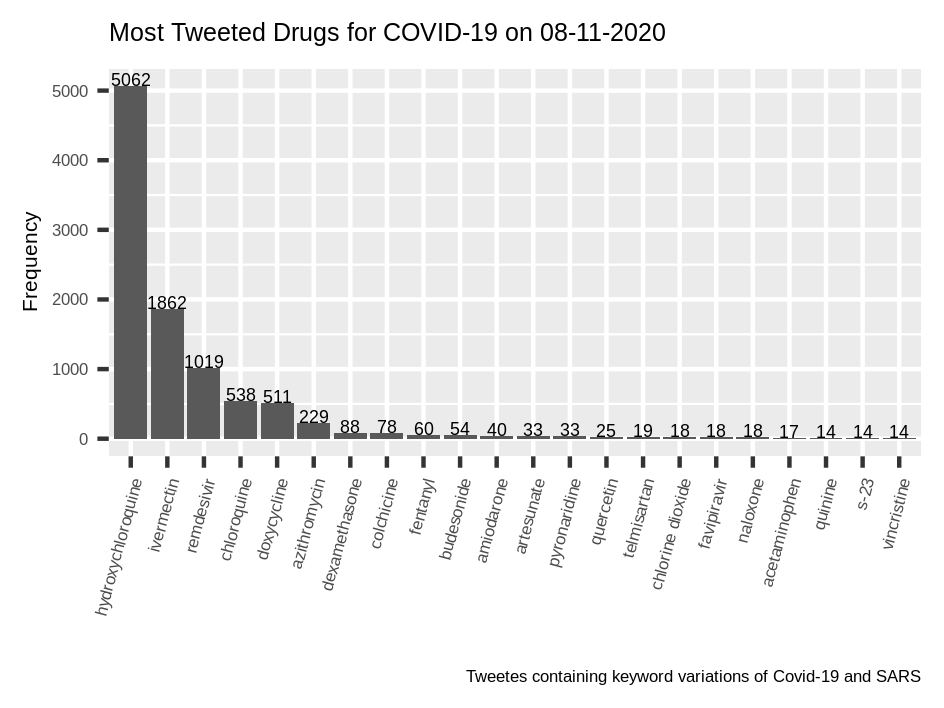 Most Tweeted Drugs for COVID-19 on 08-11-2020
Frequency
5000
4000
3000
2000
1000
0
5062
1862
1019
538
511
229
88
78
60
54
40
33
33
25
19
18
18
18
17
14
14
14
hydroxychloroquine
ivermectin
remdesivir
chloroquine
doxycycline
azithromycin
dexamethasone
colchicine
fentanyl
budesonide
amiodarone
artesunate
pyronaridine
quercetin
telmisartan
chlorine dioxide
favipiravir
naloxone
acetaminophen
quinine
s-23
vincristine
Tweetes containing keyword variations of Covid-19 and SARS